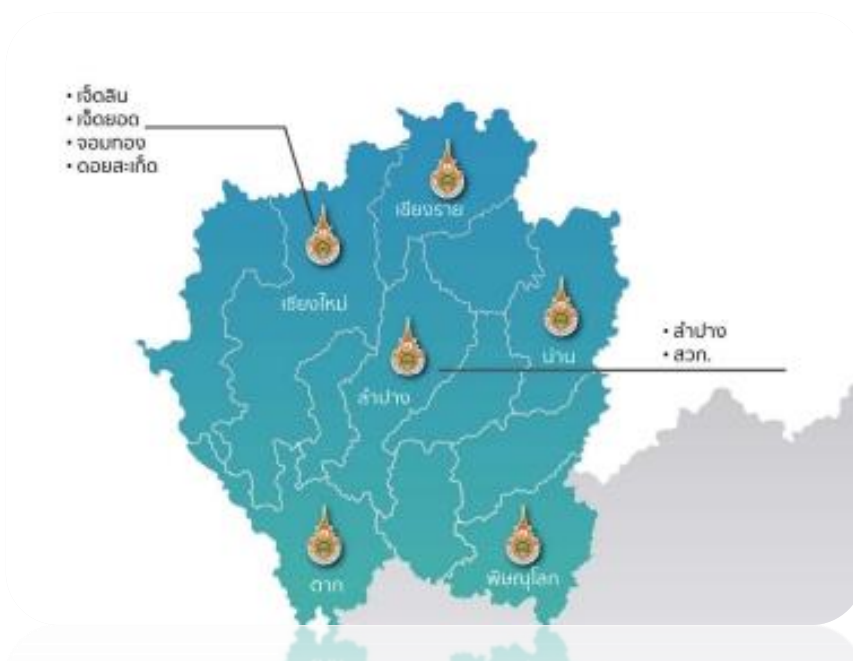 • เจ็ดลิน
• เจ็ดยอด
• จอมทอง
• ดอยสะเก็ด
เชียงราย
เชียงใหม่
น่าน
• ลำปาง
• สวก.
ลำปาง
ตาก
พิษณุโลก